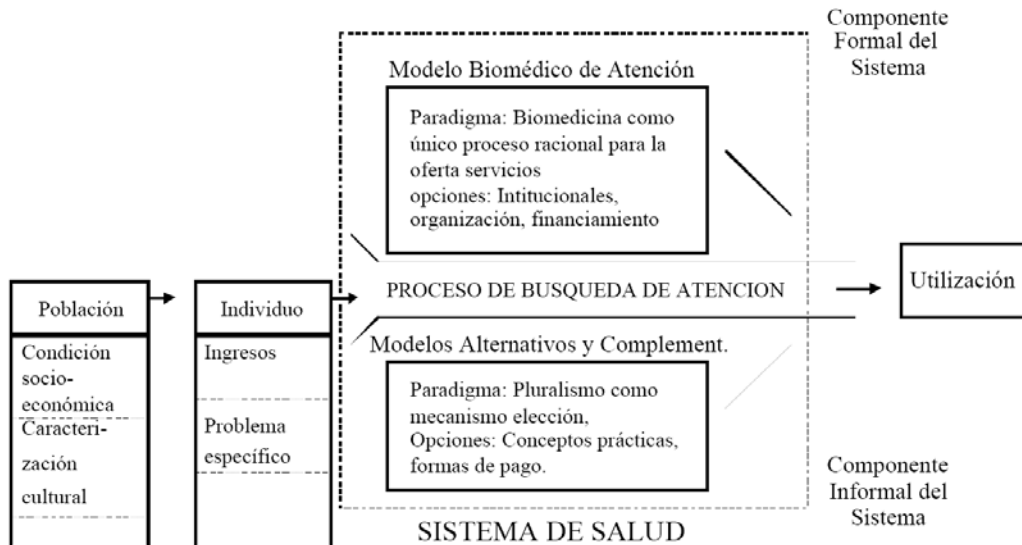 Componente
Formal del
Sistema
Modelo Biomédico de Atención
Paradigma: Biomedicina como
único proceso racional para la
oferta servicios
opciones: Intitucionales,
organización, financiamiento
Población
Condición
socio-
económica
Caracteri-
zación
cultural
Individuo
Ingresos
Problema
específico
PROCESO DE BUSQUEDA DE ATENCION
Utilización
Modelos Alternativos y Complement.
Paradigma: Pluralismo como
mecanismo elección,
Opciones: Conceptos prácticas,
formas de pago.
Componente
Informal del
Sistema
SISTEMA DE SALUD